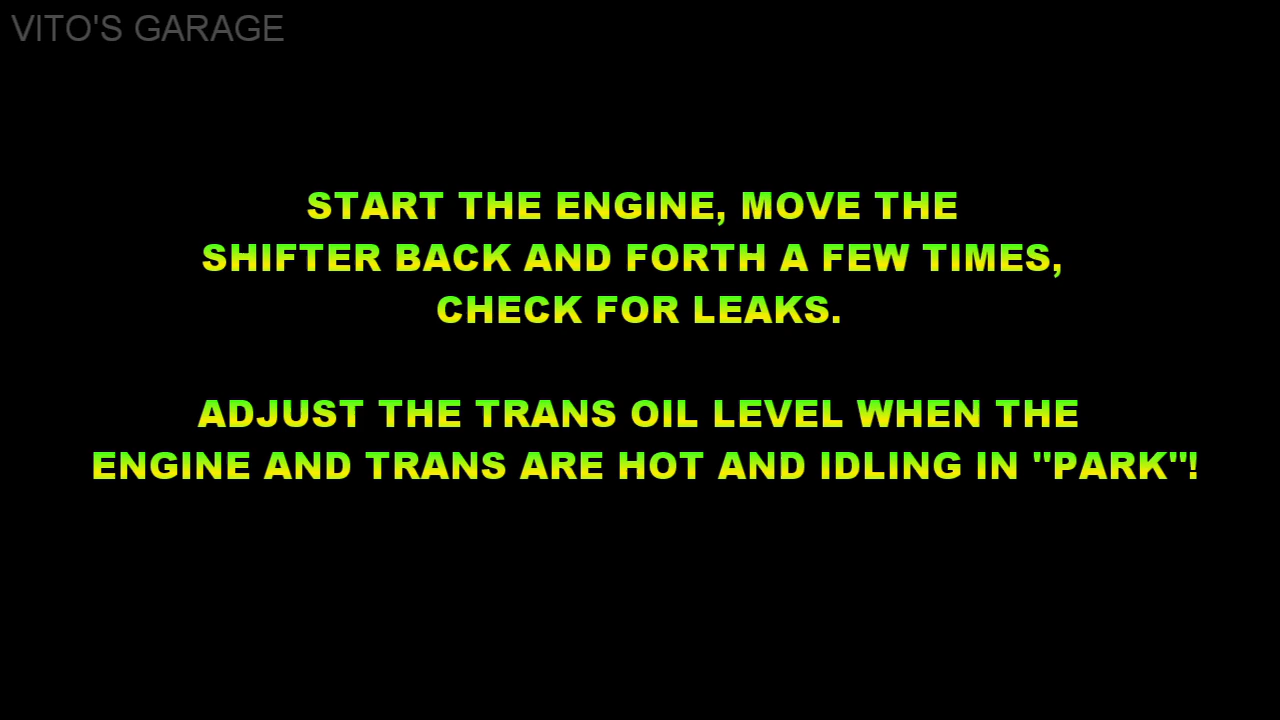 VITO'S GARAGE
START THE ENGINE, MOVE THE
SHIFTER BACK AND FORTH A FEW TIMES,
CHECK FOR LEAKS.
ADJUST THE TRANS OIL LEVEL WHEN THE
ENGINE AND TRANS ARE HOT AND IDLING IN "PARK"!